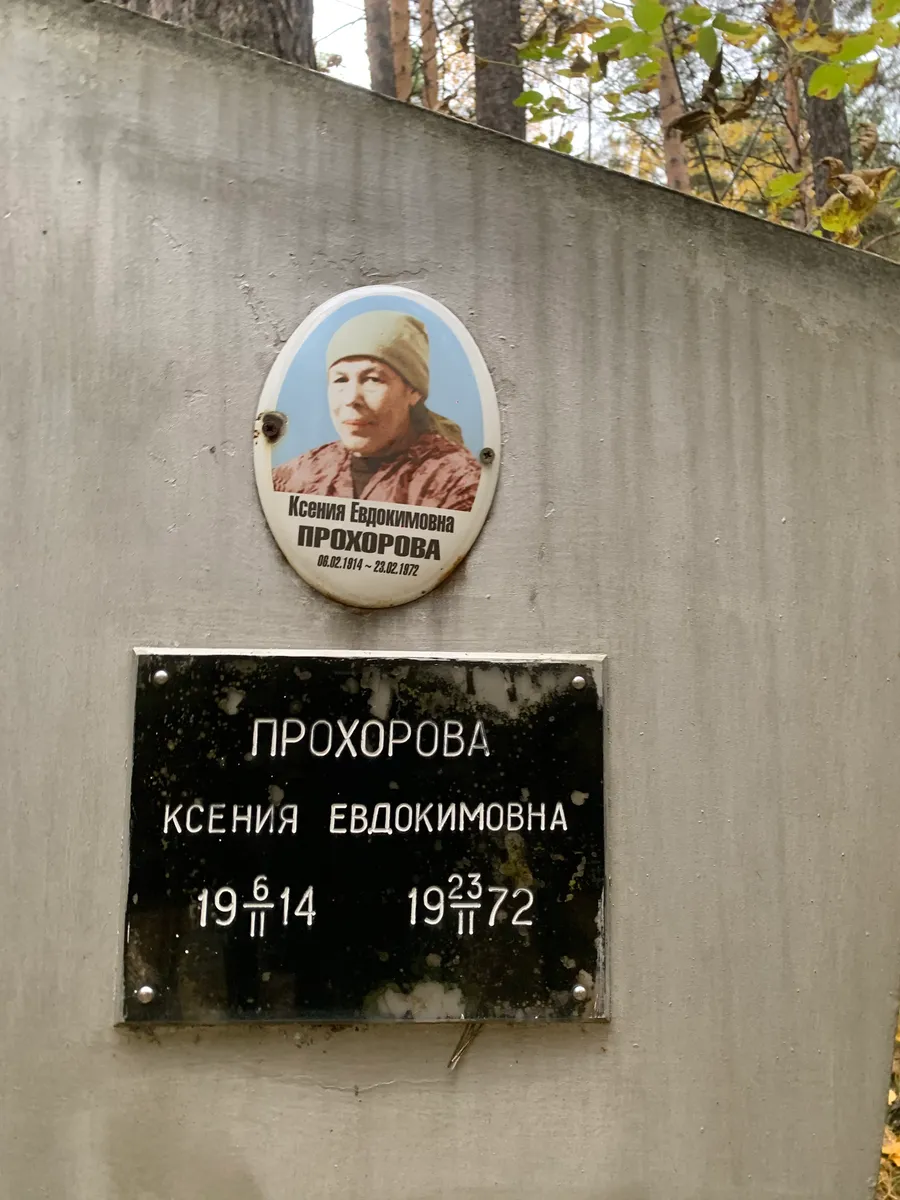 Ксения Евдокимовна
ПРОХОРОВА
06.02.1914 ~ 23.02.1972
ПРОХОРОВА
КСЕНИЯ ЕВДОКИМОВНА
19 6/II 14 19 23/II 72